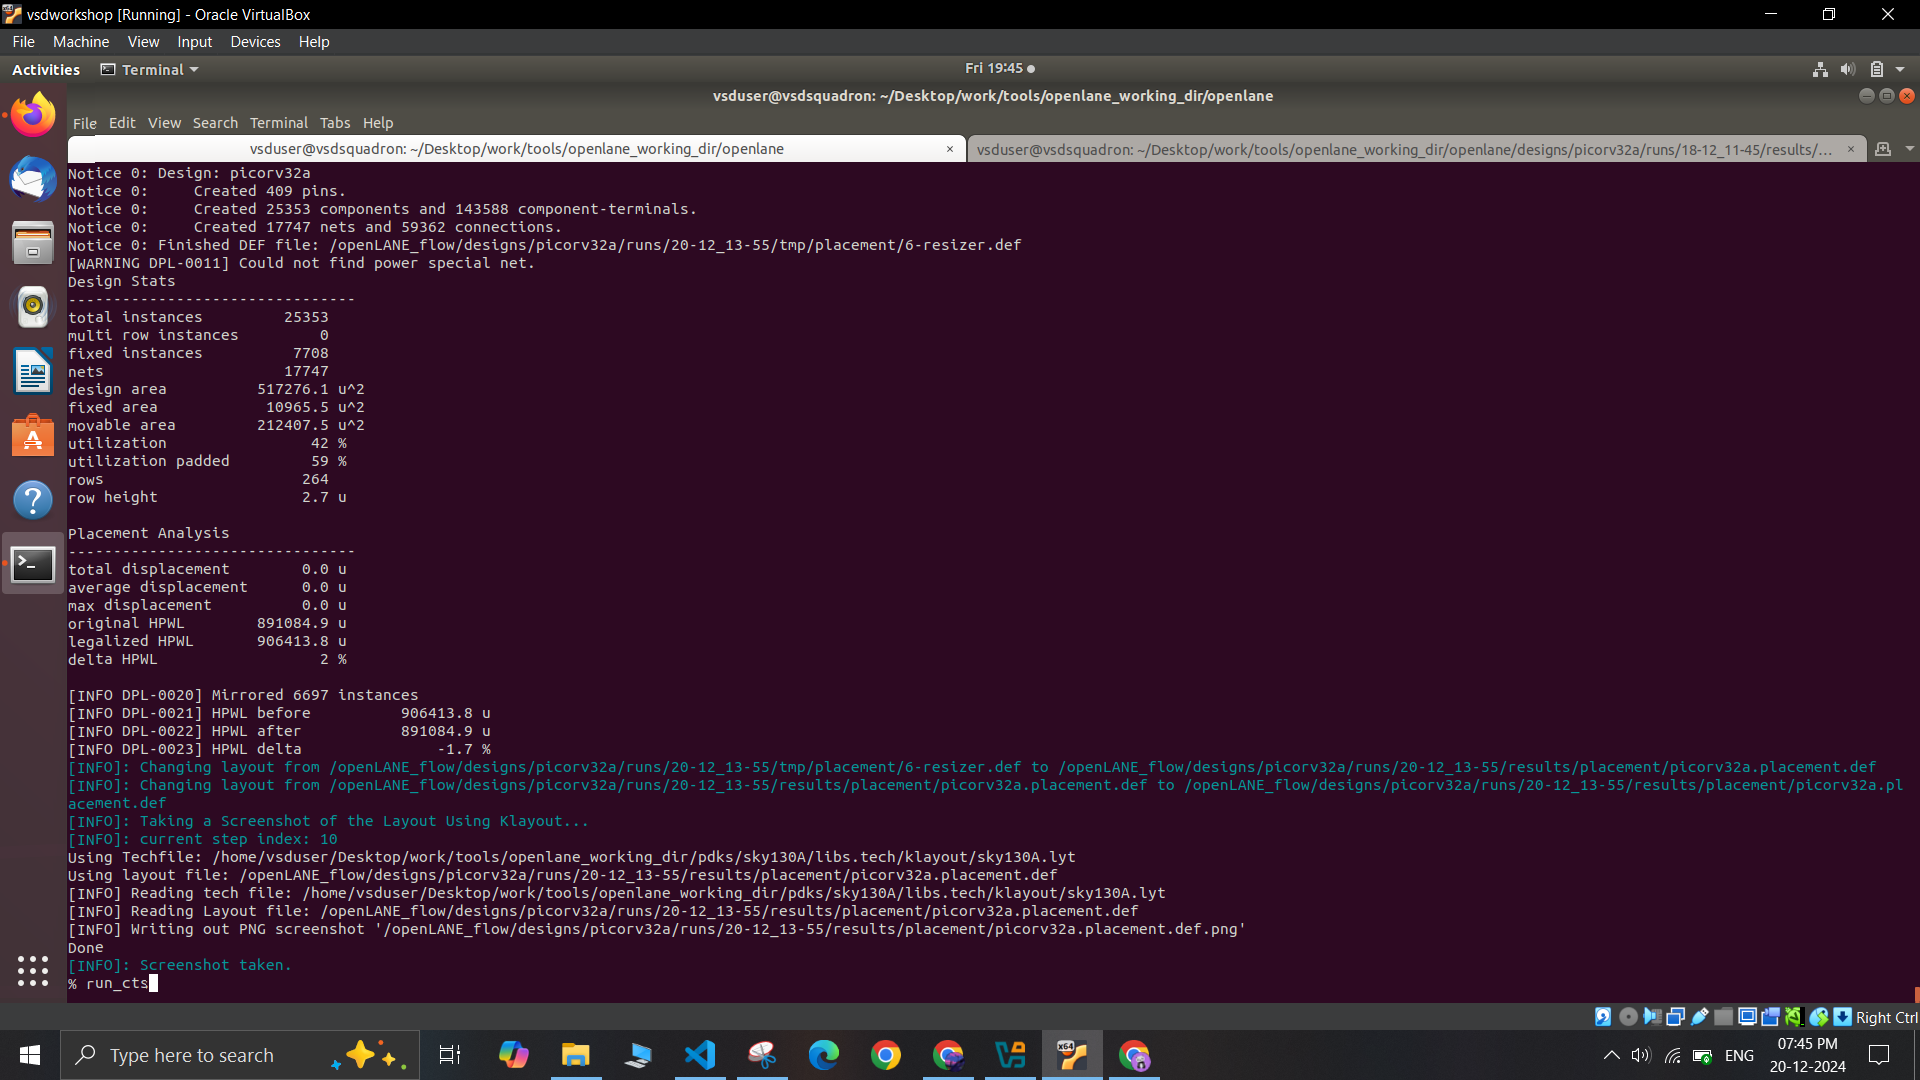 vsdworkshop [Running] - Oracle VirtualBox
File Machine View Input Devices Help
Activities Terminal Fri 19:45
vsduser@vsdsquadron: ~/Desktop/work/tools/openlane_working_dir/openlane
File Edit View Search Terminal Tabs Help
vsduser@vsdsquadron: ~/Desktop/work/tools/openlane_working_dir/openlane × vsduser@vsdsquadron: ~/Desktop/work/tools/openlane_working_dir/openlane/designs/picorv32a/runs/18-12_11-45/results/... ×
Notice 0: Design: picorv32a
Notice 0:     Created 409 pins.
Notice 0:     Created 25353 components and 143588 component-terminals.
Notice 0:     Created 17747 nets and 59362 connections.
Notice 0: Finished DEF file: /openLANE_flow/designs/picorv32a/runs/20-12_13-55/tmp/placement/6-resizer.def
[WARNING DPL-0011] Could not find power special net.
Design Stats
--------------------------------
total instances         25353
multi row instances         0
fixed instances          7708
nets                    17747
design area          517276.1 u^2
fixed area            10965.5 u^2
movable area         212407.5 u^2
utilization                42 %
utilization padded         59 %
rows                      264
row height                2.7 u
Placement Analysis
--------------------------------
total displacement        0.0 u
average displacement      0.0 u
max displacement          0.0 u
original HPWL        891084.9 u
legalized HPWL       906413.8 u
delta HPWL                  2 %
[INFO DPL-0020] Mirrored 6697 instances
[INFO DPL-0021] HPWL before          906413.8 u
[INFO DPL-0022] HPWL after           891084.9 u
[INFO DPL-0023] HPWL delta               -1.7 %
[INFO]: Changing layout from /openLANE_flow/designs/picorv32a/runs/20-12_13-55/tmp/placement/6-resizer.def to /openLANE_flow/designs/picorv32a/runs/20-12_13-55/results/placement/picorv32a.placement.def
[INFO]: Changing layout from /openLANE_flow/designs/picorv32a/runs/20-12_13-55/results/placement/picorv32a.placement.def to /openLANE_flow/designs/picorv32a/runs/20-12_13-55/results/placement/picorv32a.pl
acement.def
[INFO]: Taking a Screenshot of the Layout Using Klayout...
[INFO]: current step index: 10
Using Techfile: /home/vsduser/Desktop/work/tools/openlane_working_dir/pdks/sky130A/libs.tech/klayout/sky130A.lyt
Using layout file: /openLANE_flow/designs/picorv32a/runs/20-12_13-55/results/placement/picorv32a.placement.def
[INFO] Reading tech file: /home/vsduser/Desktop/work/tools/openlane_working_dir/pdks/sky130A/libs.tech/klayout/sky130A.lyt
[INFO] Reading Layout file: /openLANE_flow/designs/picorv32a/runs/20-12_13-55/results/placement/picorv32a.placement.def
[INFO] Writing out PNG screenshot '/openLANE_flow/designs/picorv32a/runs/20-12_13-55/results/placement/picorv32a.placement.def.png'
Done
[INFO]: Screenshot taken.
% run_cts
Right Ctrl
Type here to search
x64
ENG
07:45 PM
20-12-2024